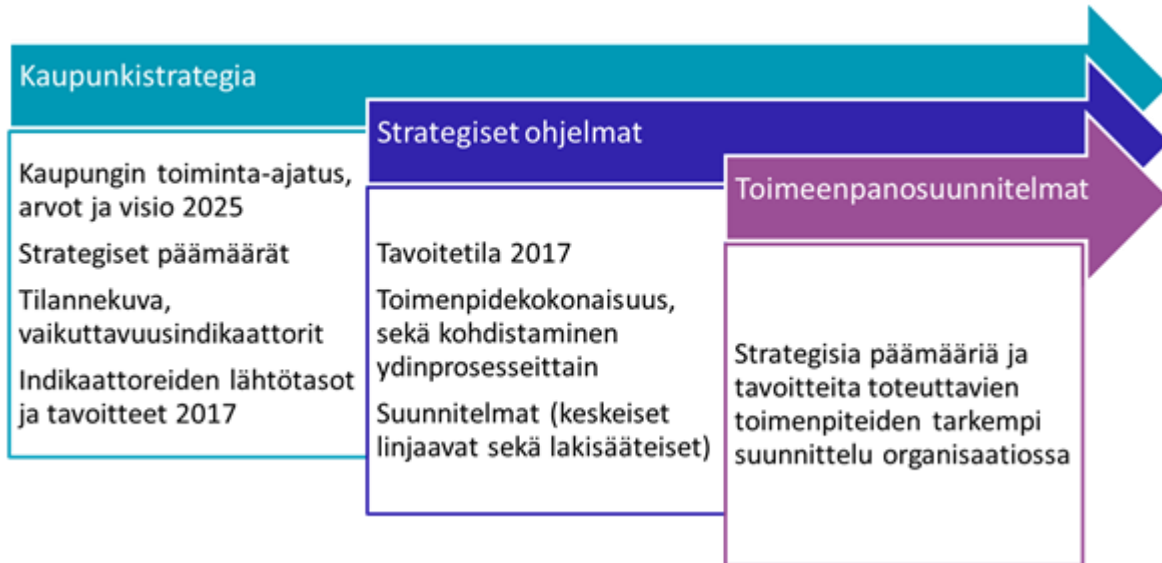 Kaupunkistrategia
Kaupungin toiminta-ajatus,
arvot ja visio 2025
Strategiset päämäärät
Tilannekuva,
vaikuttavuusindikaattorit
Indikaattoreiden lähtötasot
ja tavoitteet 2017
Strategiset ohjelmat
Tavoitetila 2017
Toimenpidekokonaisuus,
sekä kohdistaminen
ydinprosesseittain
Suunnitelmat (keskeiset
linjaavat sekä lakisääteiset)
Toimeenpanosuunnitelmat
Strategisia päämääriä ja
tavoitteita toteuttavien
toimenpiteiden tarkempi
suunnittelu organisaatiossa